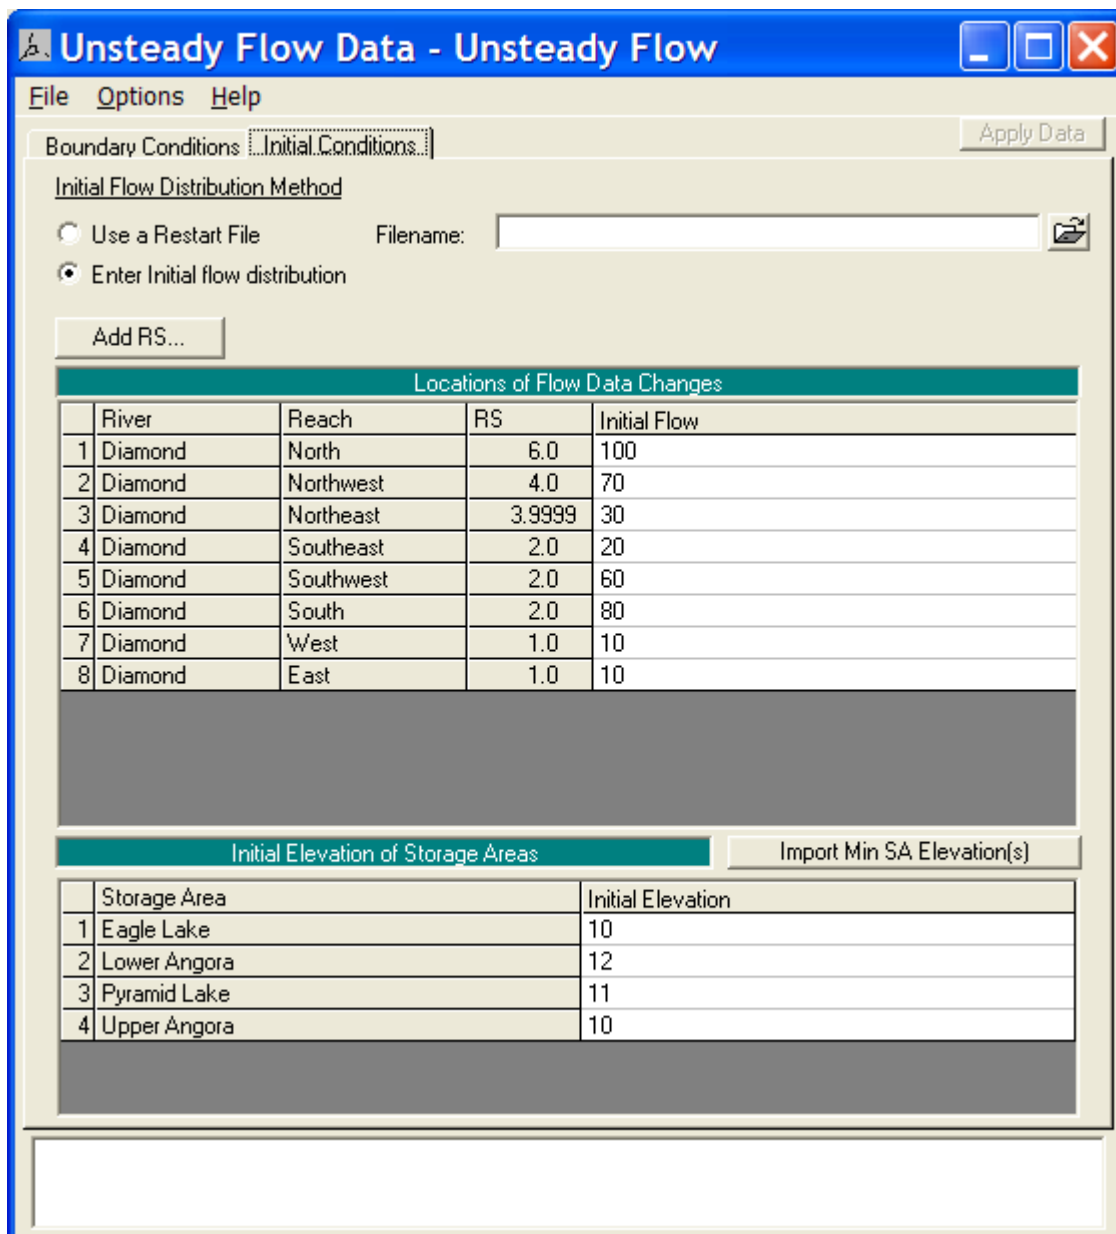 Unsteady Flow Data - Unsteady Flow
File Options Help
Boundary Conditions Initial Conditions Apply Data
Initial Flow Distribution Method
Use a Restart File Filename:
Enter Initial flow distribution
Add RS...
Locations of Flow Data Changes
River Reach RS Initial Flow
1 Diamond North 6.0 100
2 Diamond Northwest 4.0 70
3 Diamond Northeast 3.9999 30
4 Diamond Southeast 2.0 20
5 Diamond Southwest 2.0 60
6 Diamond South 2.0 80
7 Diamond West 1.0 10
8 Diamond East 1.0 10
Initial Elevation of Storage Areas Import Min SA Elevation(s)
Storage Area Initial Elevation
1 Eagle Lake 10
2 Lower Angora 12
3 Pyramid Lake 11
4 Upper Angora 10